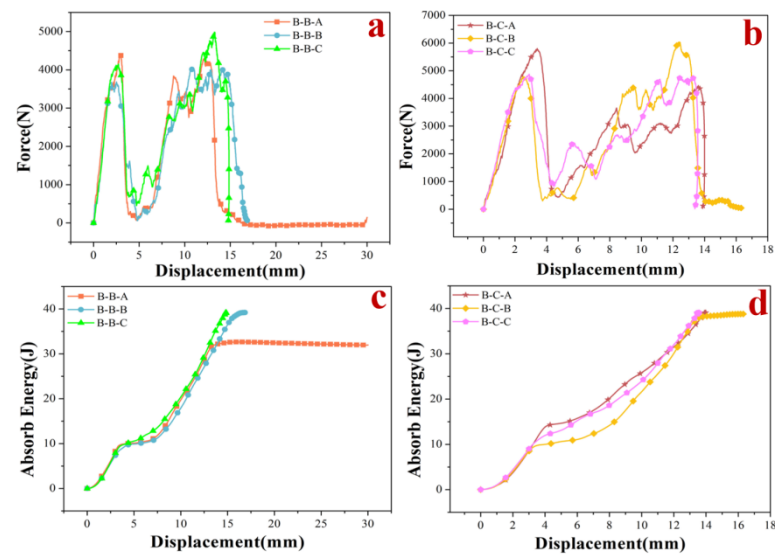 a
B-B-A
B-B-B
B-B-C
5000
4000
3000
2000
1000
0
Force(N)
0 5 10 15 20 25 30
Displacement(mm)
b
B-C-A
B-C-B
B-C-C
7000
6000
5000
4000
3000
2000
1000
0
Force(N)
0 2 4 6 8 10 12 14 16 18
Displacement(mm)
c
B-B-A
B-B-B
B-B-C
40
30
20
10
0
Absorb Energy(J)
0 5 10 15 20 25 30
Displacement(mm)
d
B-C-A
B-C-B
B-C-C
40
30
20
10
0
Absorb Energy(J)
0 2 4 6 8 10 12 14 16 18
Displacement(mm)